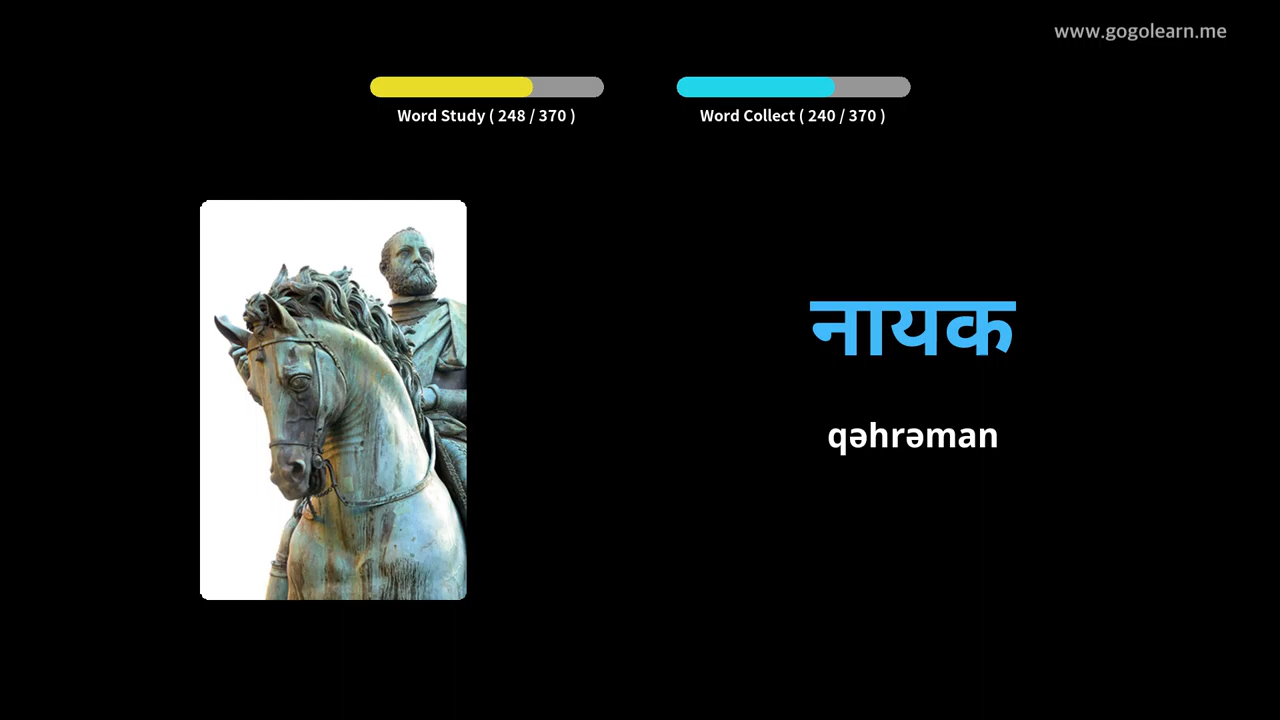 www.gogolearn.me
Word Study ( 248 / 370 )
Word Collect ( 240 / 370 )
नायक
qəhrəman